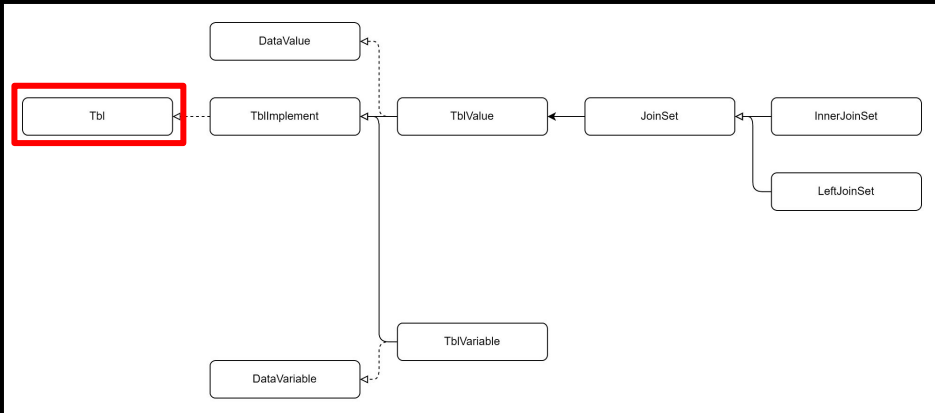 DataValue
Tbl
TblImplement
TblValue
JoinSet
InnerJoinSet
LeftJoinSet
TblVariable
DataVariable